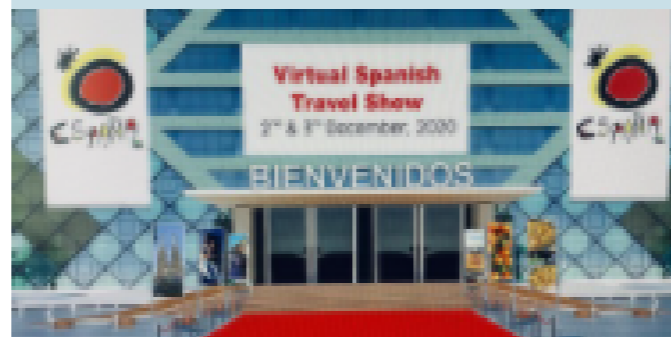 España
Virtual Spanish
Travel Show
2nd & 3rd December, 2020
España
BIENVENIDOS